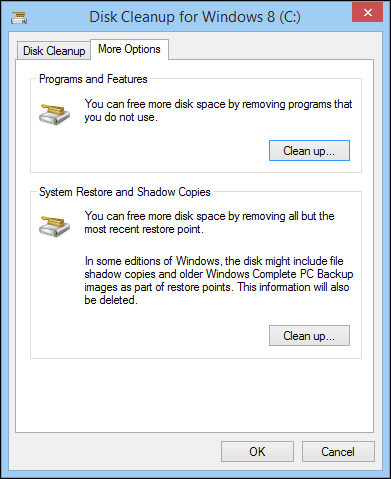 Disk Cleanup for Windows 8 (C:)
Disk Cleanup
More Options
Programs and Features
You can free more disk space by removing programs that
you do not use.
Clean up...
System Restore and Shadow Copies
You can free more disk space by removing all but the
most recent restore point.
In some editions of Windows, the disk might include file
shadow copies and older Windows Complete PC Backup
images as part of restore points. This information will also
be deleted.
Clean up...
OK
Cancel